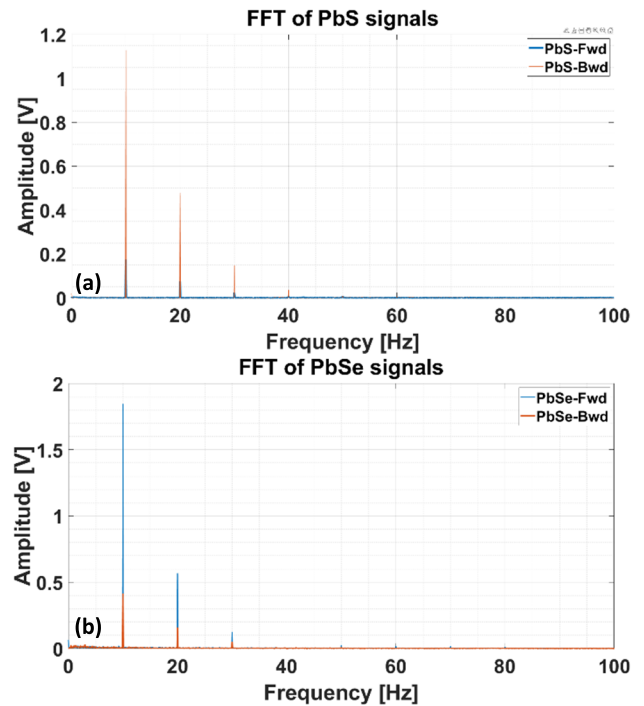 FFT of PbS signals
PbS-Fwd
PbS-Bwd
1.2
1
0.8
0.6
0.4
0.2
0
Amplitude [V]
(a)
0 20 40 60 80 100
Frequency [Hz]
FFT of PbSe signals
PbSe-Fwd
PbSe-Bwd
2
1.5
1
0.5
0
Amplitude [V]
(b)
0 20 40 60 80 100
Frequency [Hz]